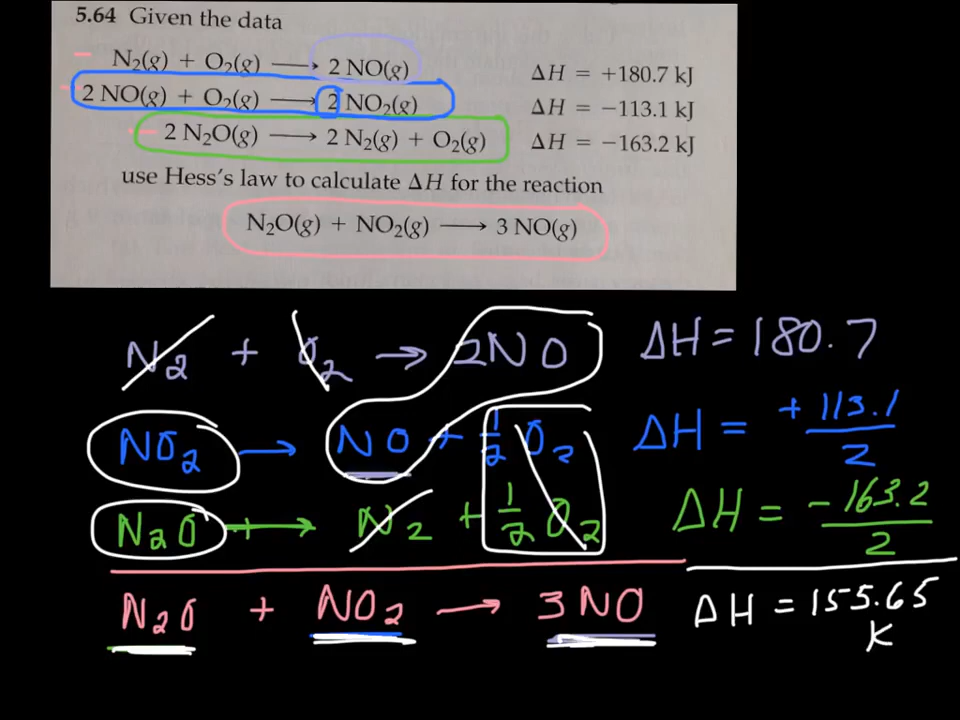 5.64 Given the data
N₂(g) + O₂(g) ⟶ 2 NO(g) ΔH = +180.7 kJ
2 NO(g) + O₂(g) ⟶ 2 NO₂(g) ΔH = −113.1 kJ
2 N₂O(g) ⟶ 2 N₂(g) + O₂(g) ΔH = −163.2 kJ
use Hess's law to calculate ΔH for the reaction
N₂O(g) + NO₂(g) ⟶ 3 NO(g)
N₂ + O₂ → 2NO ΔH = 180.7
NO₂ → NO + 1/2 O₂ ΔH = +113.1/2
N₂O → N₂ + 1/2 O₂ ΔH = -163.2/2
N₂O + NO₂ → 3NO ΔH = 155.65
K